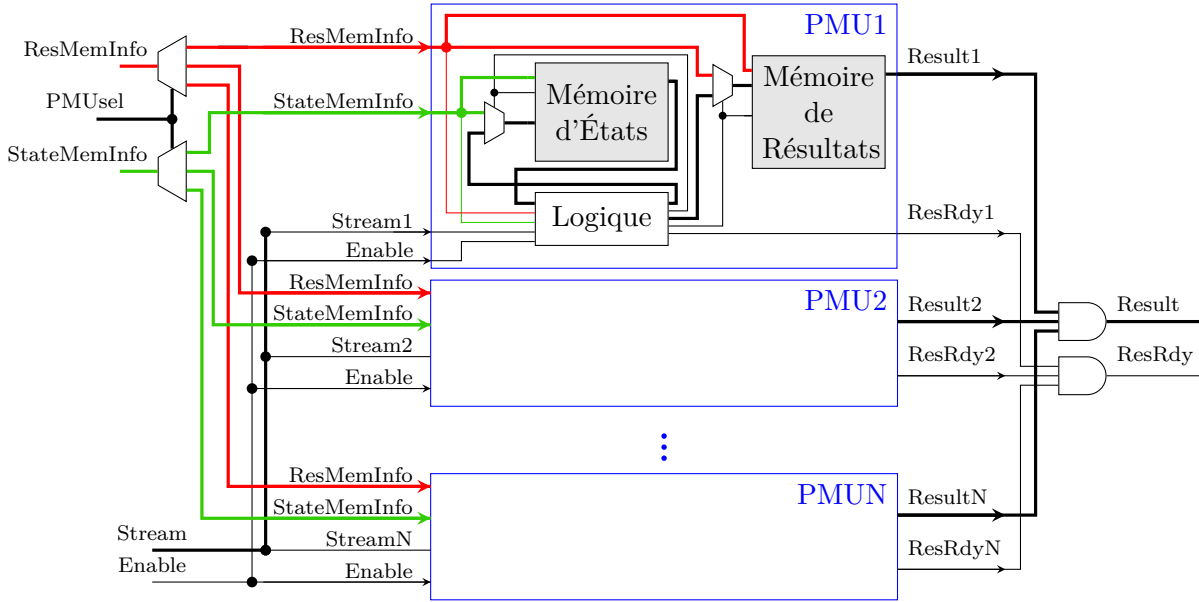 PMU1
ResMemInfo
ResMemInfo
Result1
Mémoire
de
Résultats
Mémoire
d'États
PMUsel
StateMemInfo
StateMemInfo
Logique
Stream1
ResRdy1
Enable
ResMemInfo
PMU2
Result2
Result
StateMemInfo
Stream2
ResRdy2
ResRdy
Enable
ResMemInfo
PMUN
ResultN
StateMemInfo
Stream
StreamN
ResRdyN
Enable
Enable